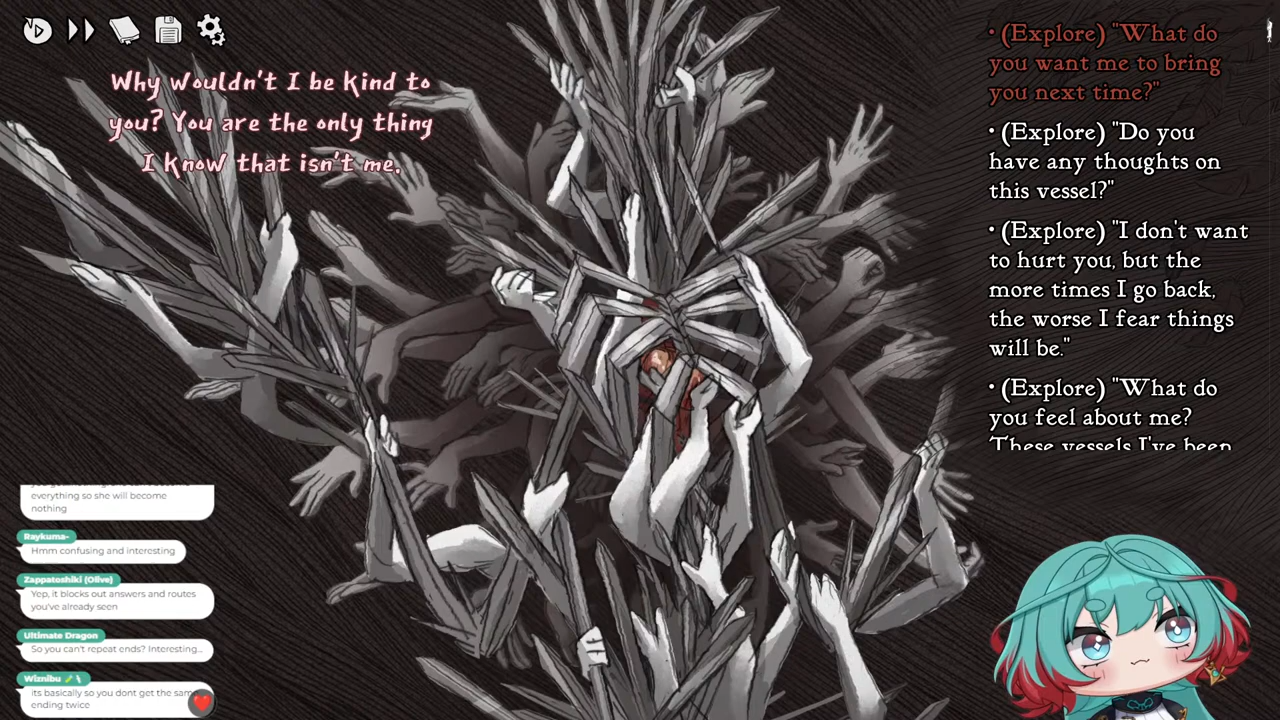 Why wouldn't I be kind to
you? You are the only thing
I know that isn't me.
• (Explore) "What do
you want me to bring
you next time?"
• (Explore) "Do you
have any thoughts on
this vessel?"
• (Explore) "I don't want
to hurt you, but the
more times I go back,
the worse I fear things
will be."
• (Explore) "What do
you feel about me?
These vessels I've been
everything so she will become
nothing
Raykuma-
Hmm confusing and interesting
Zappatoshiki (Olive)
Yep, it blocks out answers and routes
you've already seen
Ultimate Dragon
So you can't repeat ends? Interesting...
Wiznibu
its basically so you dont get the same
ending twice